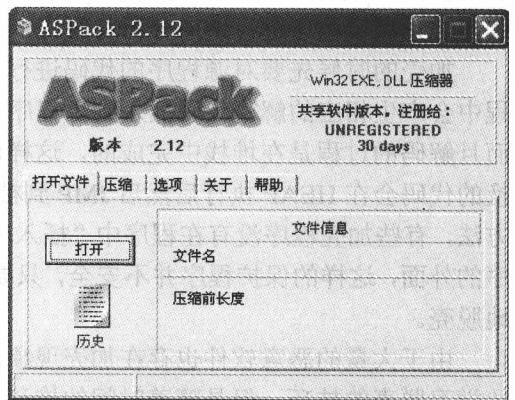 ASPack 2.12
ASPack
Win32 EXE, DLL 压缩器
共享软件版本。注册给:
UNREGISTERED
30 days
版本 2.12
打开文件 压缩 选项 关于 帮助
打开
历史
文件信息
文件名
压缩前长度